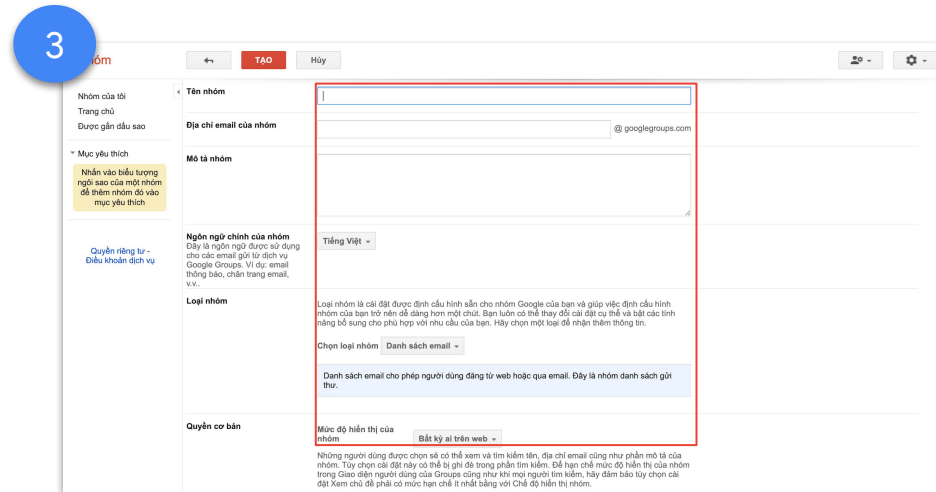 3
hóm
TẠO
Hủy
Nhóm của tôi
Trang chủ
Được gắn dấu sao
Mục yêu thích
Nhấn vào biểu tượng
ngôi sao của một nhóm
để thêm nhóm đó vào
mục yêu thích
Quyền riêng tư -
Điều khoản dịch vụ
Tên nhóm
Địa chỉ email của nhóm
@ googlegroups.com
Mô tả nhóm
Ngôn ngữ chính của nhóm
Đây là ngôn ngữ được sử dụng
cho các email gửi từ dịch vụ
Google Groups. Ví dụ: email
thông báo, chân trang email,
v.v..
Tiếng Việt
Loại nhóm
Loại nhóm là cài đặt được định cấu hình sẵn cho nhóm Google của bạn và giúp việc định cấu hình
nhóm của bạn trở nên dễ dàng hơn một chút. Bạn luôn có thể thay đổi cài đặt cụ thể và bật các tính
năng bổ sung cho phù hợp với nhu cầu của bạn. Hãy chọn một loại để nhận thêm thông tin.
Chọn loại nhóm Danh sách email
Danh sách email cho phép người dùng đăng từ web hoặc qua email. Đây là nhóm danh sách gửi
thư.
Quyền cơ bản
Mức độ hiển thị của
nhóm
Bất kỳ ai trên web
Những người dùng được chọn sẽ có thể xem và tìm kiếm tên, địa chỉ email cũng như phần mô tả của
nhóm. Tùy chọn cài đặt này có thể bị ghi đè trong phần tìm kiếm. Để hạn chế mức độ hiển thị của nhóm
trong Giao diện người dùng của Groups cũng như khi mọi người tìm kiếm, hãy đảm bảo tùy chọn cài
đặt Xem chủ đề phải có mức hạn chế ít nhất bằng với Chế độ hiển thị nhóm.